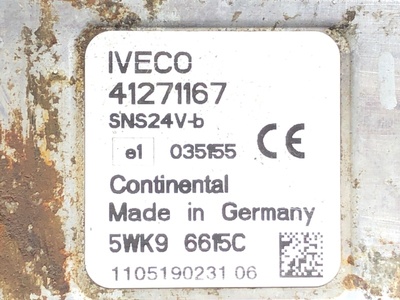 IVECO
41271167
SNS24V-b
e1 035155 CE
Continental
Made in Germany
5WK9 6615C
1105190231 06